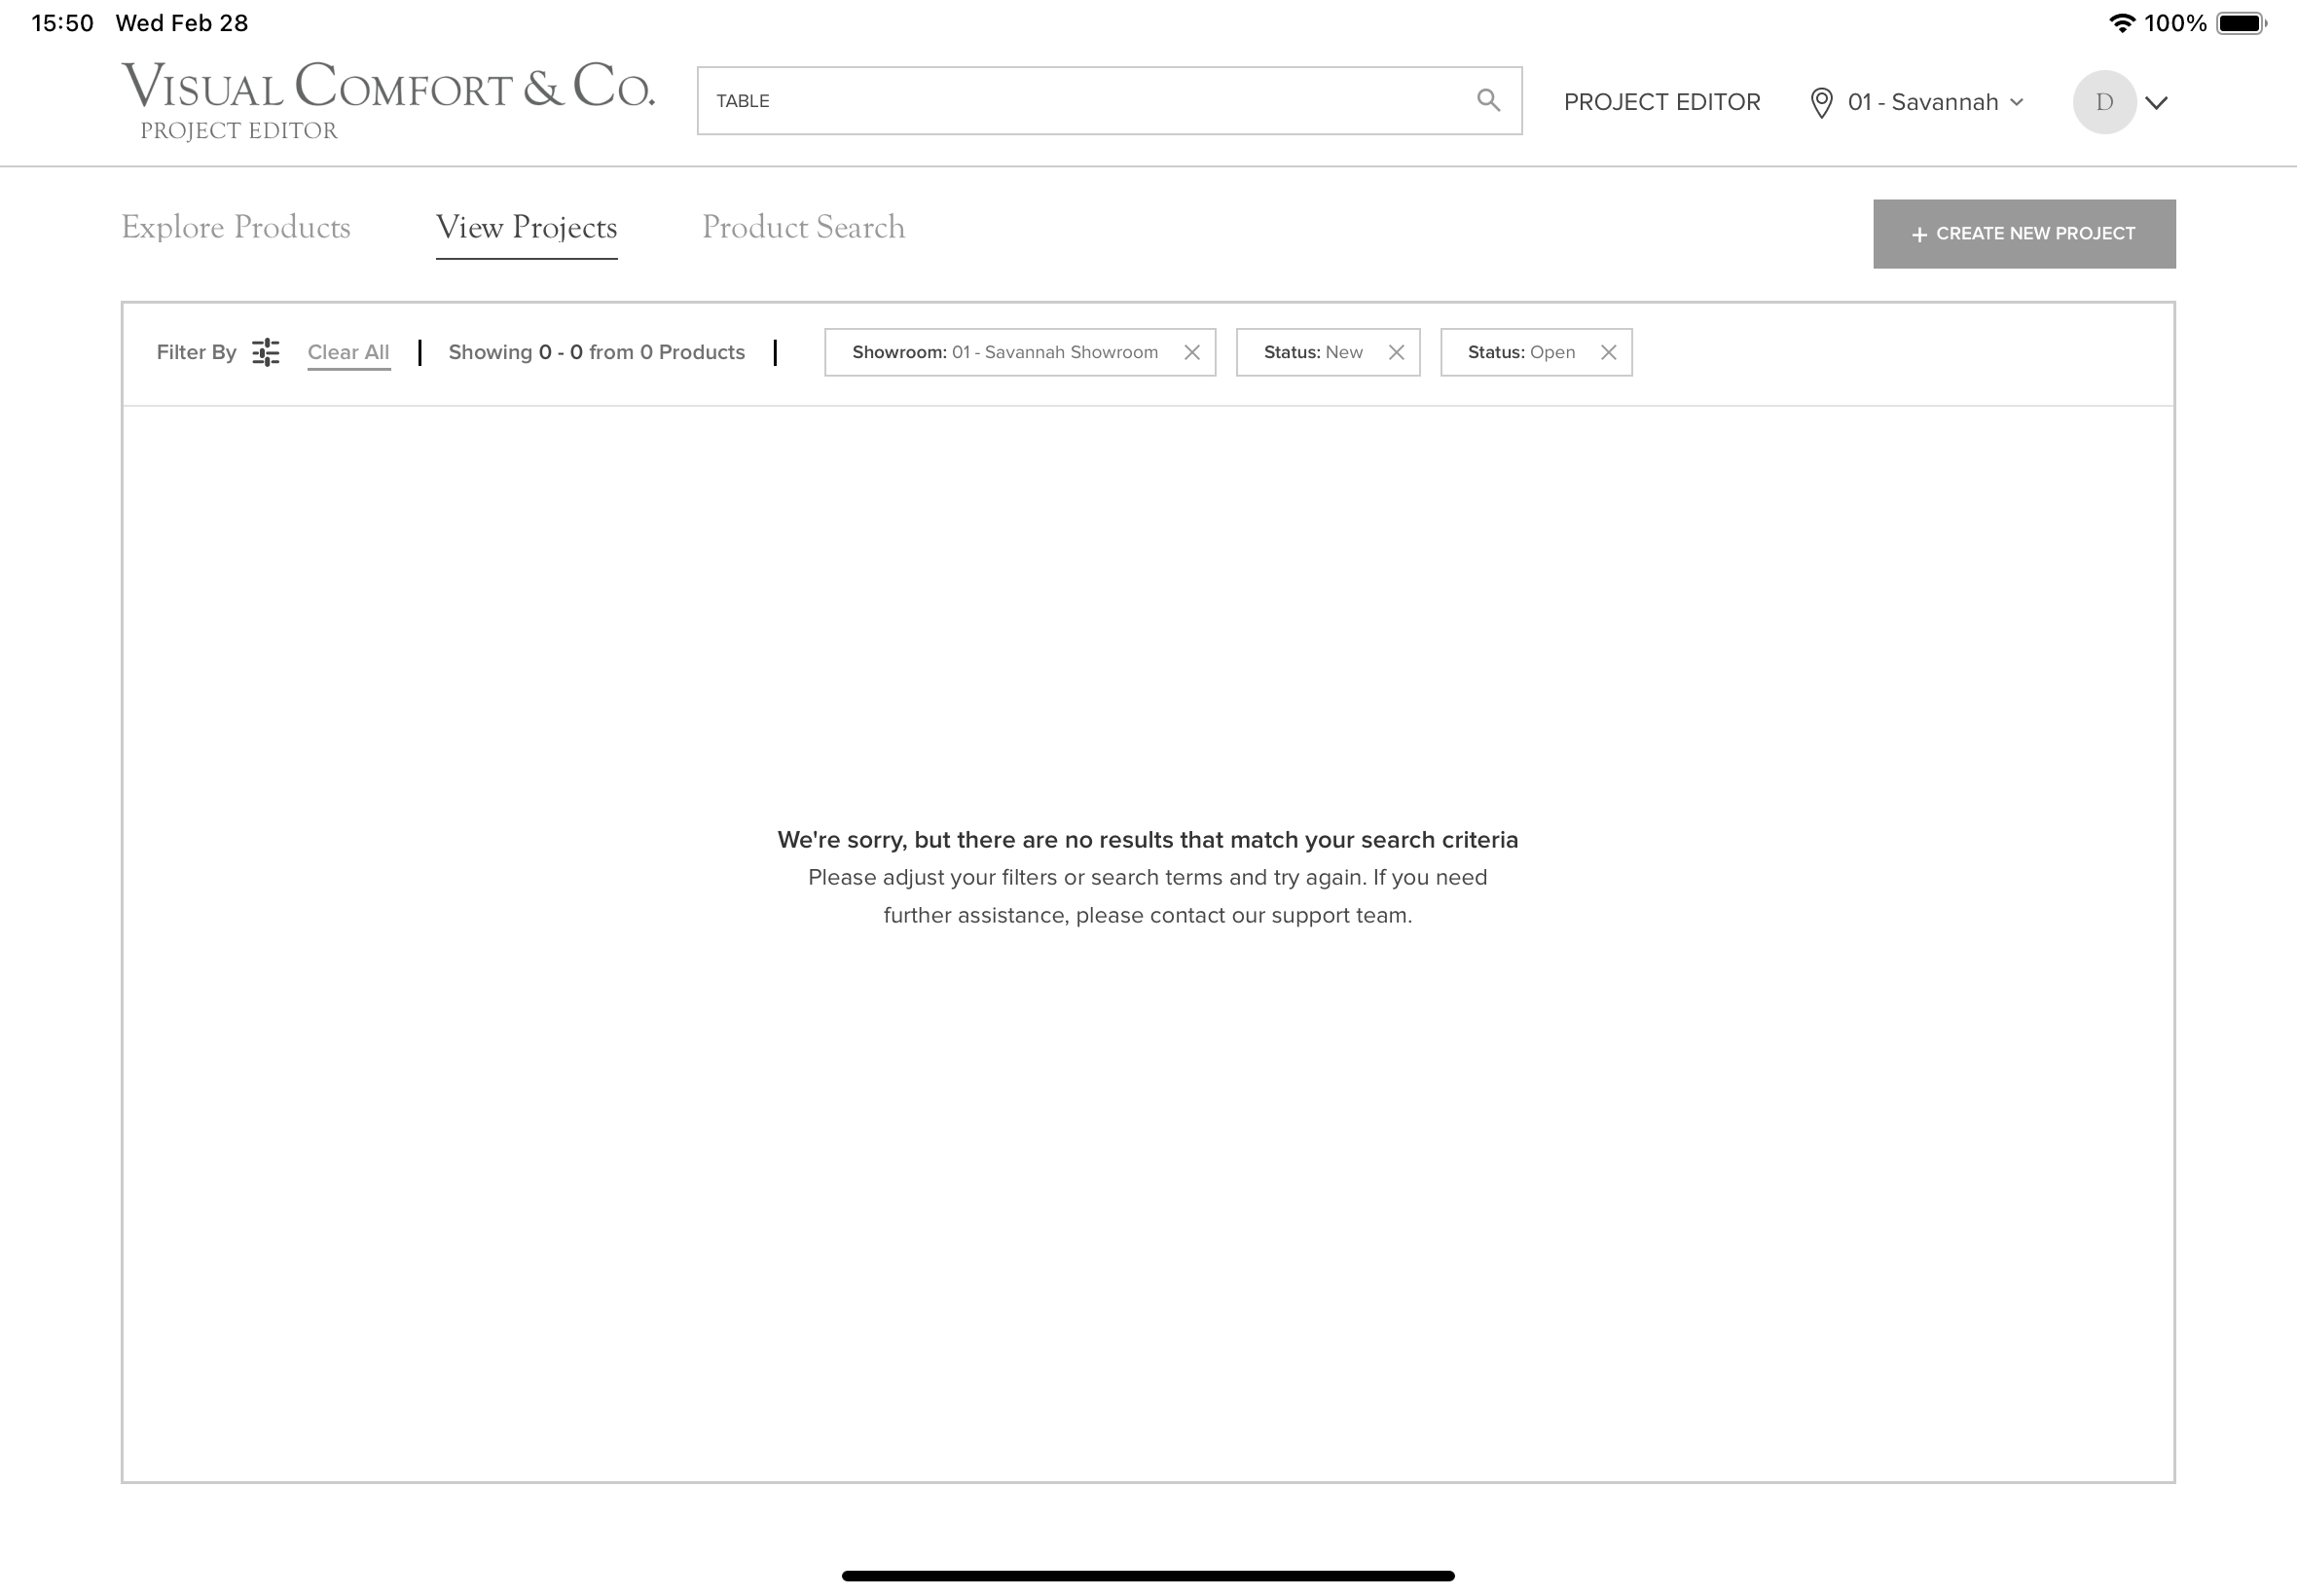 15:50 Wed Feb 28
100%
VISUAL COMFORT & CO.
PROJECT EDITOR
TABLE
PROJECT EDITOR
01 - Savannah
D
Explore Products
View Projects
Product Search
+ CREATE NEW PROJECT
Filter By
Clear All
Showing 0 - 0 from 0 Products
Showroom: 01 - Savannah Showroom
Status: New
Status: Open
We're sorry, but there are no results that match your search criteria
Please adjust your filters or search terms and try again. If you need
further assistance, please contact our support team.